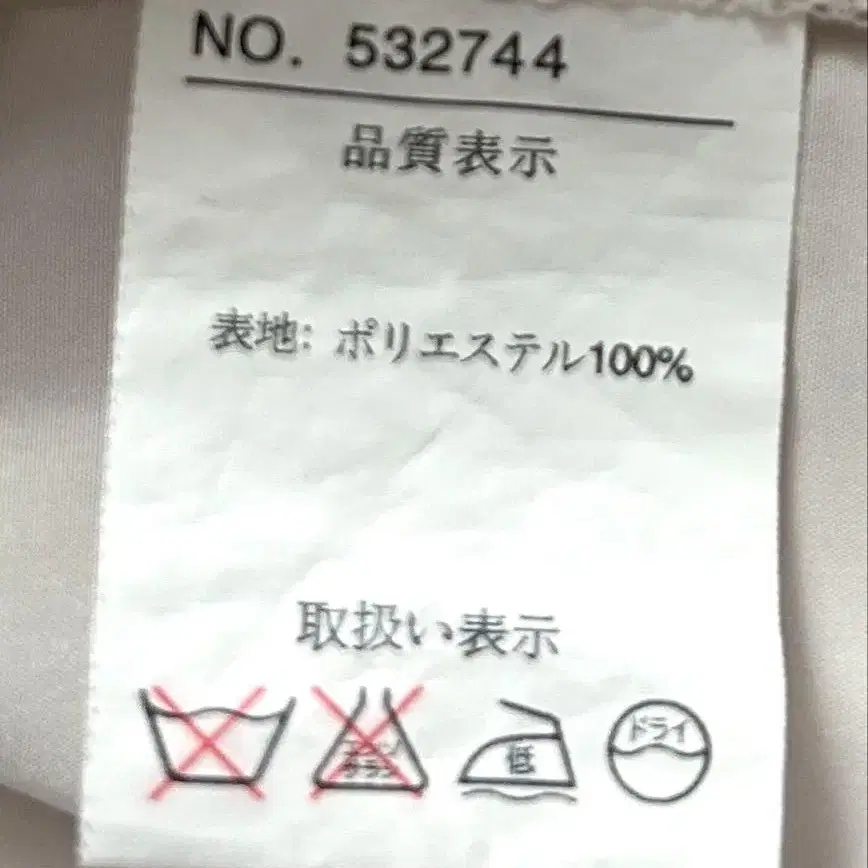 NO. 532744
品質表示
表地: ポリエステル100%
取扱い表示
低
ドライ